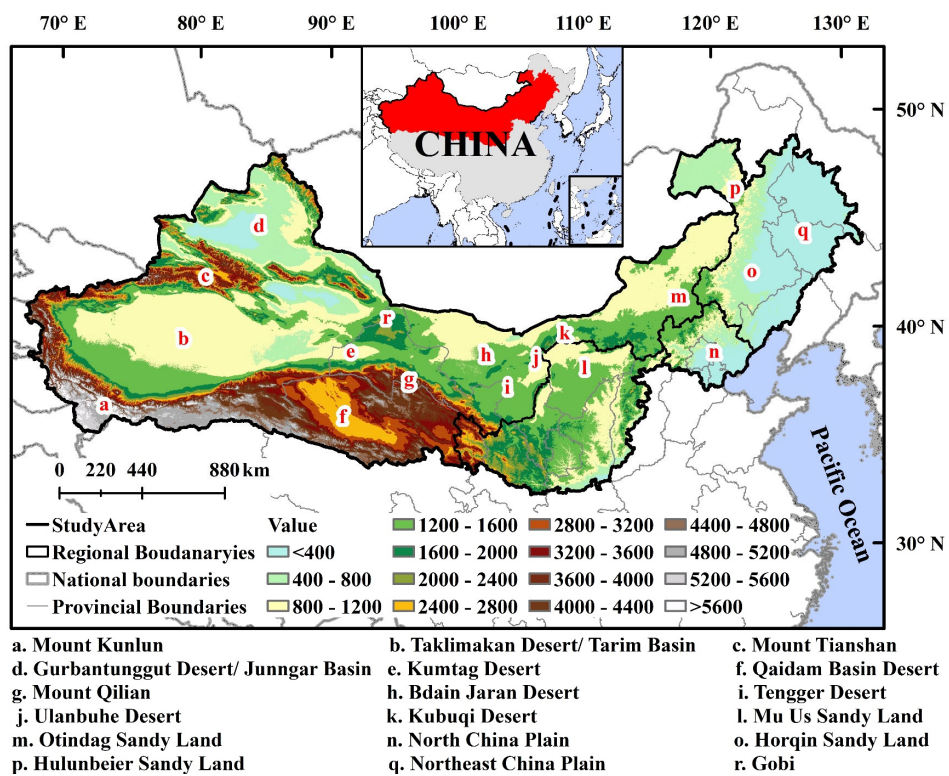 70° E 80° E 90° E 100° E 110° E 120° E 130° E
50° N
CHINA
p
d
q
o
c
m
r
k
40° N
b
e
h
j
l
n
g
i
a
f
Pacific Ocean
0 220 440 880 km
StudyArea
Regional Boudanaryies
National boundaries
Provincial Boundaries
Value
<400
400 - 800
800 - 1200
1200 - 1600
1600 - 2000
2000 - 2400
2400 - 2800
2800 - 3200
3200 - 3600
3600 - 4000
4000 - 4400
4400 - 4800
4800 - 5200
5200 - 5600
>5600
30° N
a. Mount Kunlun b. Taklimakan Desert/ Tarim Basin c. Mount Tianshan
d. Gurbantunggut Desert/ Junngar Basin e. Kumtag Desert f. Qaidam Basin Desert
g. Mount Qilian h. Bdain Jaran Desert i. Tengger Desert
j. Ulanbuhe Desert k. Kubuqi Desert l. Mu Us Sandy Land
m. Otindag Sandy Land n. North China Plain o. Horqin Sandy Land
p. Hulunbeier Sandy Land q. Northeast China Plain r. Gobi